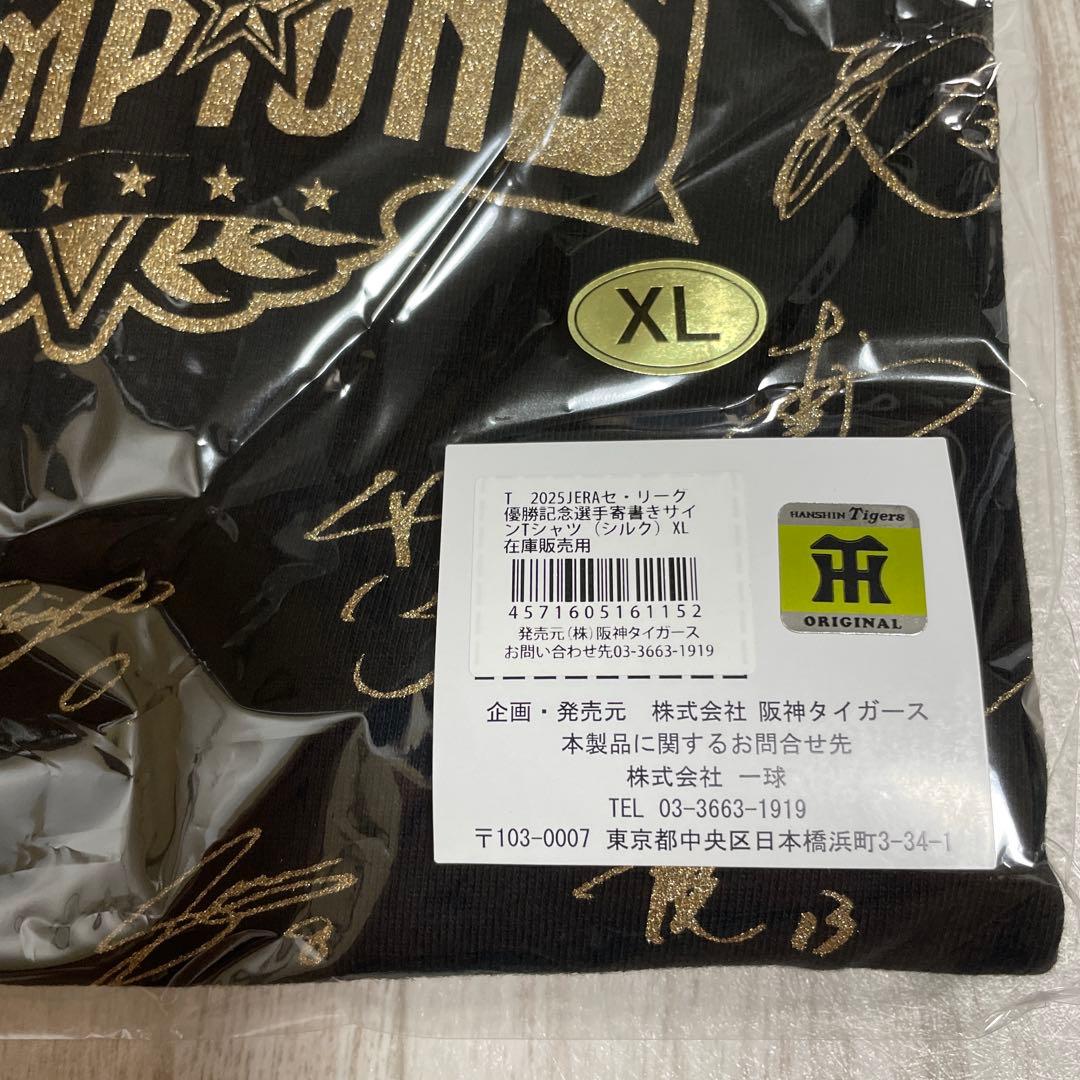 XL
T 2025JERAセ・リーグ
優勝記念選手寄書きサイ
ンTシャツ (シルク) XL
在庫販売用
4571605161152
発売元(株)阪神タイガース
お問い合わせ先03-3663-1919
HANSHIN Tigers
ORIGINAL
企画・発売元 株式会社 阪神タイガース
本製品に関するお問合せ先
株式会社 一球
TEL 03-3663-1919
〒103-0007 東京都中央区日本橋浜町3-34-1
13